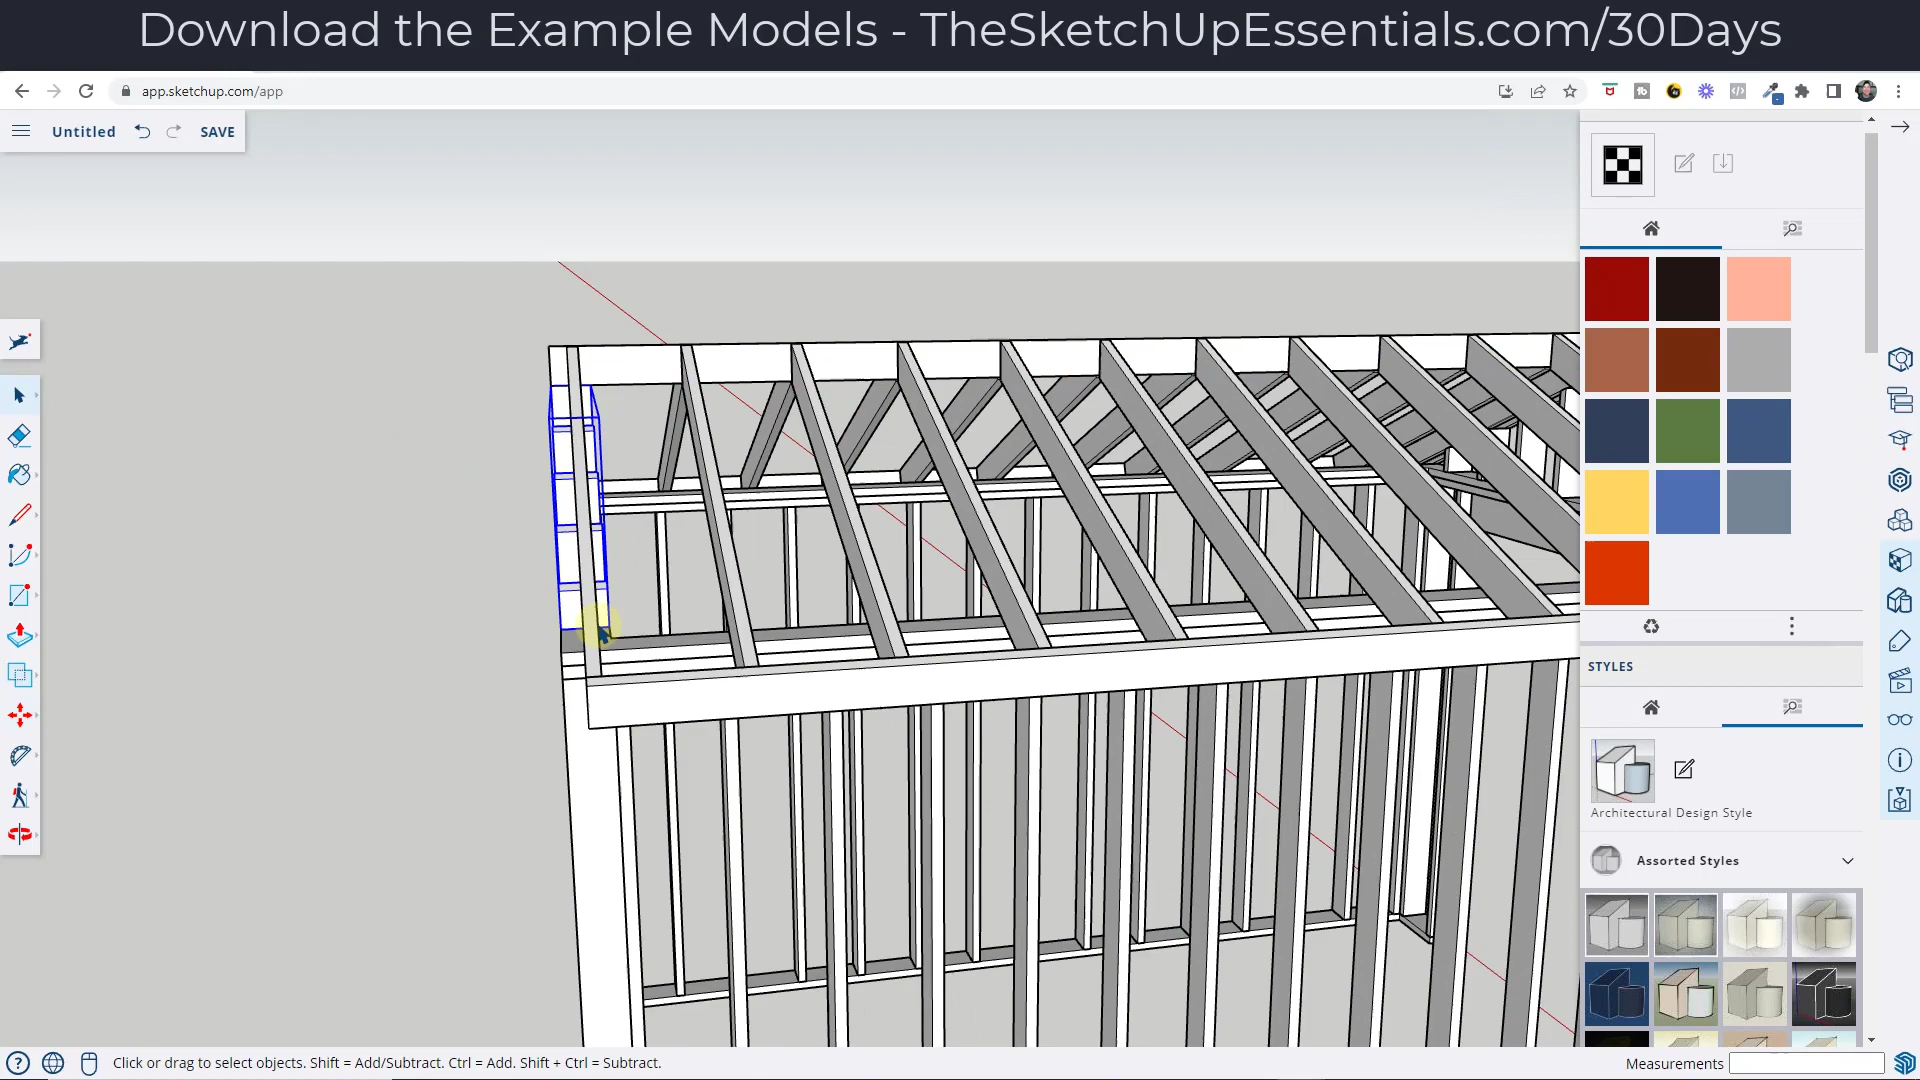 Download the Example Models - TheSketchUpEssentials.com/30Days
app.sketchup.com/app
Untitled
SAVE
STYLES
Architectural Design Style
Assorted Styles
Click or drag to select objects. Shift = Add/Subtract. Ctrl = Add. Shift + Ctrl = Subtract.
Measurements